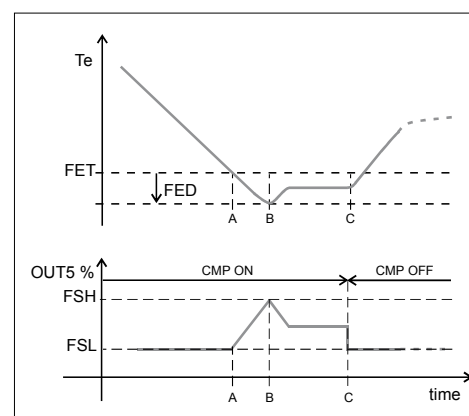 Te
FET
FED
A B C
OUT5 %
CMP ON CMP OFF
FSH
FSL
time
A B C